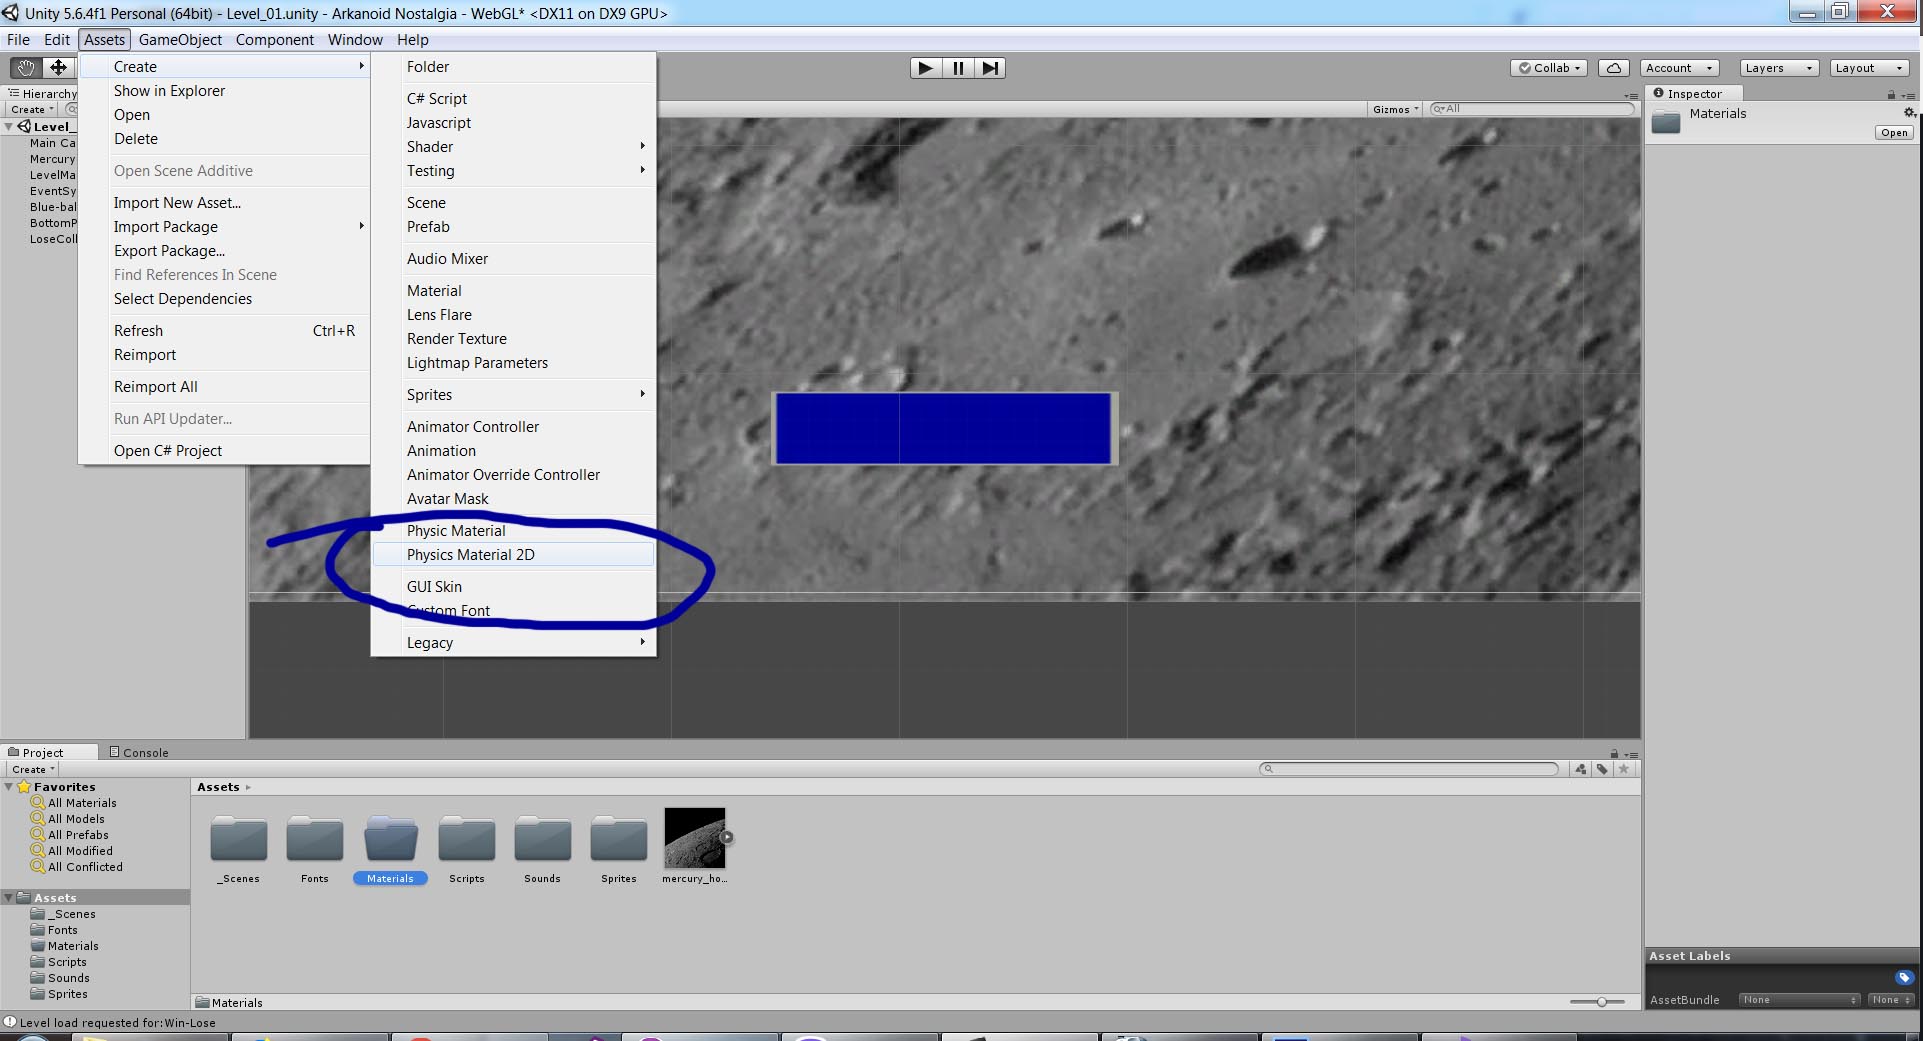 Unity 5.6.4f1 Personal (64bit) - Level_01.unity - Arkanoid Nostalgia - WebGL* <DX11 on DX9 GPU>
File Edit Assets GameObject Component Window Help
Collab Account Layers Layout
Hierarchy
Create
Level_
Main Ca
Mercury
LevelMa
EventSy
Blue-bal
BottomP
LoseColl
Create
Show in Explorer
Open
Delete
Open Scene Additive
Import New Asset...
Import Package
Export Package...
Find References In Scene
Select Dependencies
Refresh Ctrl+R
Reimport
Reimport All
Run API Updater...
Open C# Project
Folder
C# Script
Javascript
Shader
Testing
Scene
Prefab
Audio Mixer
Material
Lens Flare
Render Texture
Lightmap Parameters
Sprites
Animator Controller
Animation
Animator Override Controller
Avatar Mask
Physic Material
Physics Material 2D
GUI Skin
Custom Font
Legacy
Gizmos All
Inspector
Materials
Open
Project Console
Create
Favorites
All Materials
All Models
All Prefabs
All Modified
All Conflicted
Assets
_Scenes
Fonts
Materials
Scripts
Sounds
Sprites
Assets
_Scenes Fonts Materials Scripts Sounds Sprites mercury_ho...
Materials
Asset Labels
AssetBundle None None
Level load requested for:Win-Lose